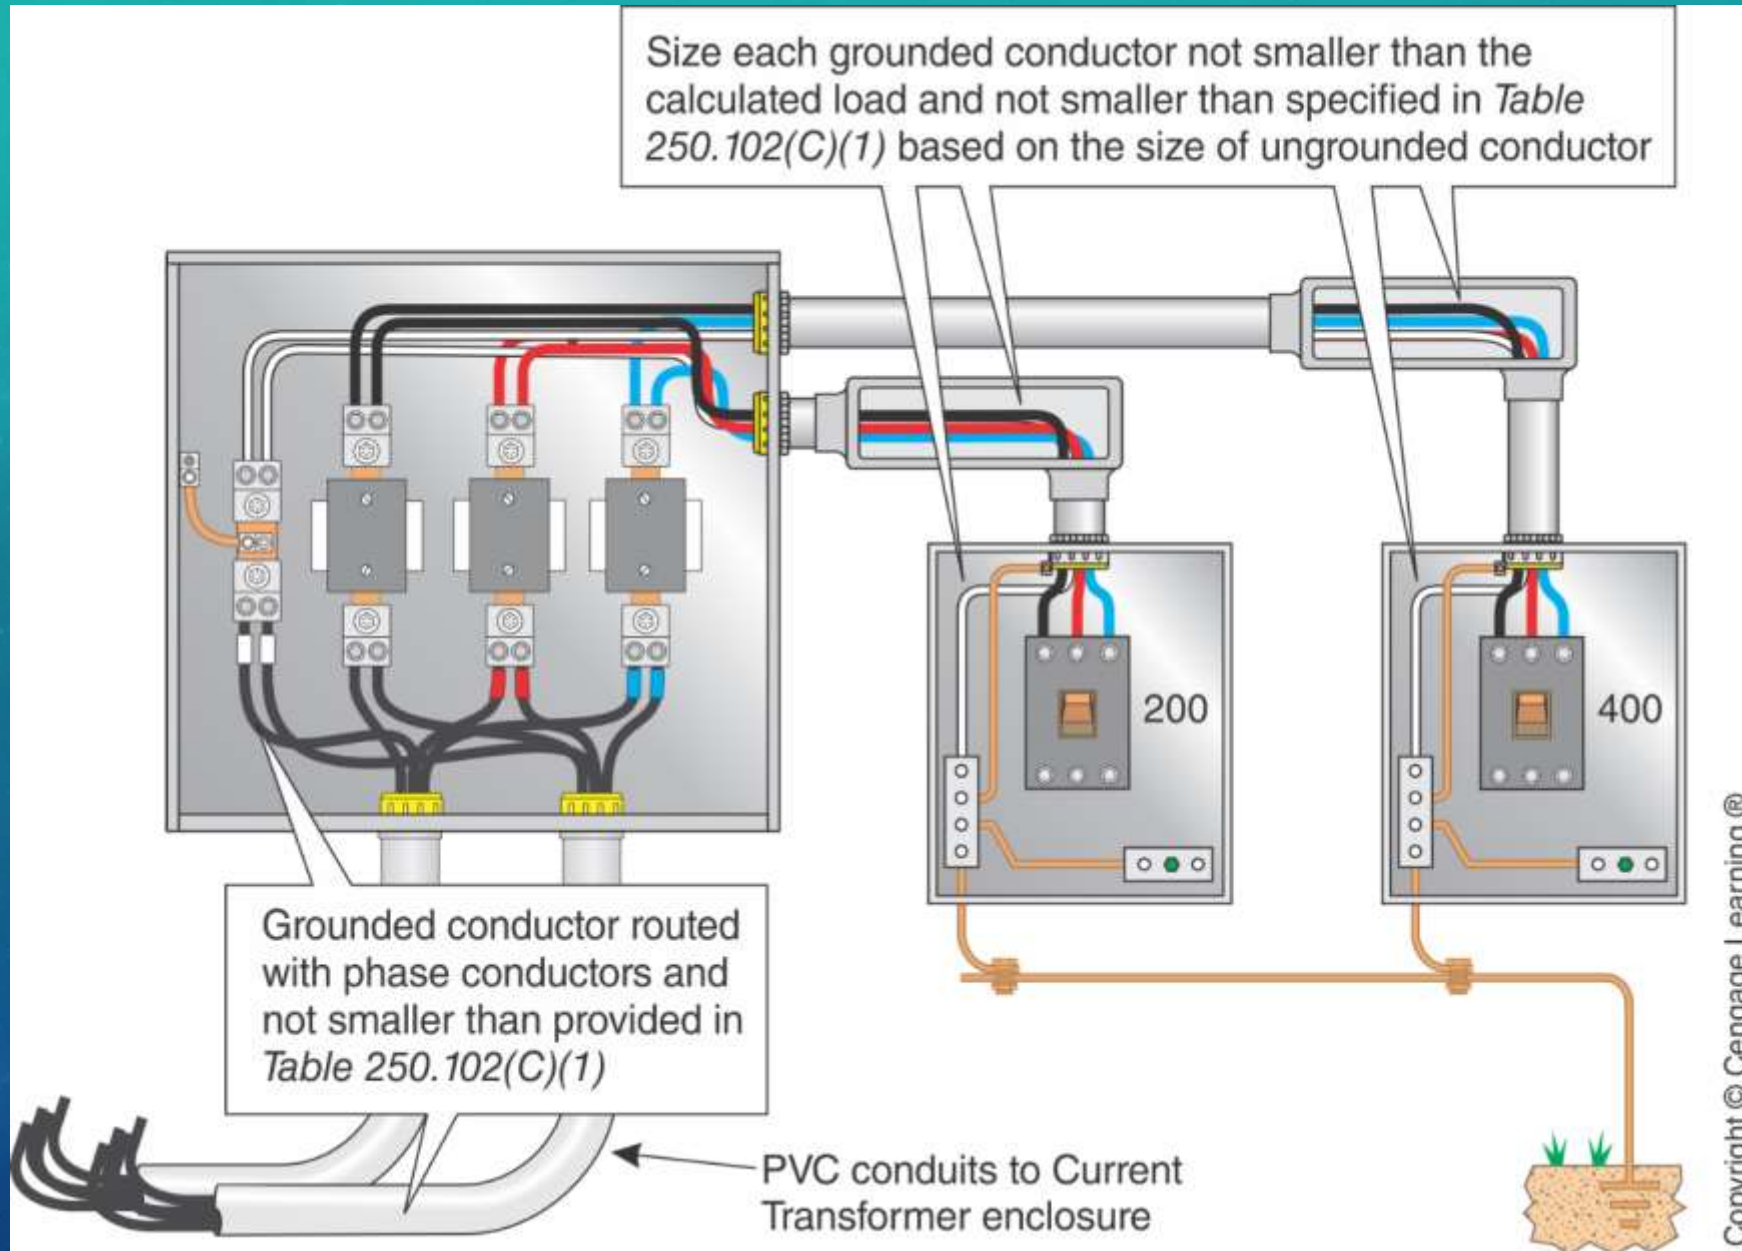 Size each grounded conductor not smaller than the
calculated load and not smaller than specified in Table
250.102(C)(1) based on the size of ungrounded conductor
200
400
Grounded conductor routed
with phase conductors and
not smaller than provided in
Table 250.102(C)(1)
PVC conduits to Current
Transformer enclosure
Copyright © Cengage Learning ®